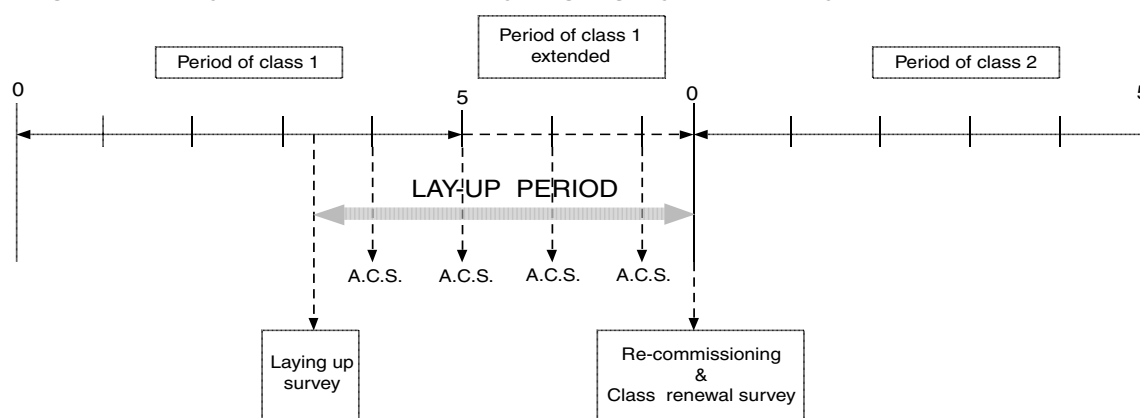 Period of class 1
Period of class 1
extended
Period of class 2
0
5
0
LAY-UP PERIOD
A.C.S.
A.C.S.
A.C.S.
A.C.S.
Laying up
survey
Re-commissioning
&
Class renewal survey